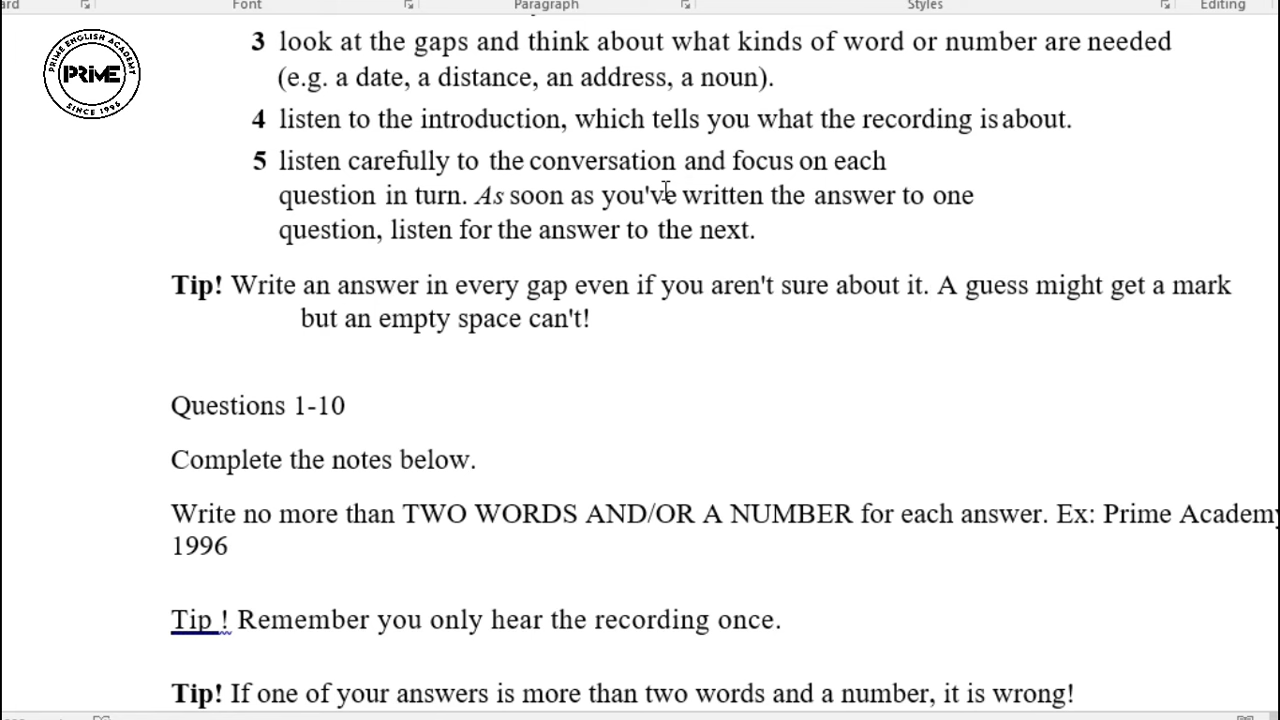 Font
Paragraph
Styles
Editing
PRIME ENGLISH ACADEMY
PRiME
SINCE 1996
3 look at the gaps and think about what kinds of word or number are needed
(e.g. a date, a distance, an address, a noun).
4 listen to the introduction, which tells you what the recording is about.
5 listen carefully to the conversation and focus on each
question in turn. As soon as you've written the answer to one
question, listen for the answer to the next.
Tip! Write an answer in every gap even if you aren't sure about it. A guess might get a mark
but an empty space can't!
Questions 1-10
Complete the notes below.
Write no more than TWO WORDS AND/OR A NUMBER for each answer. Ex: Prime Academy
1996
Tip ! Remember you only hear the recording once.
Tip! If one of your answers is more than two words and a number, it is wrong!